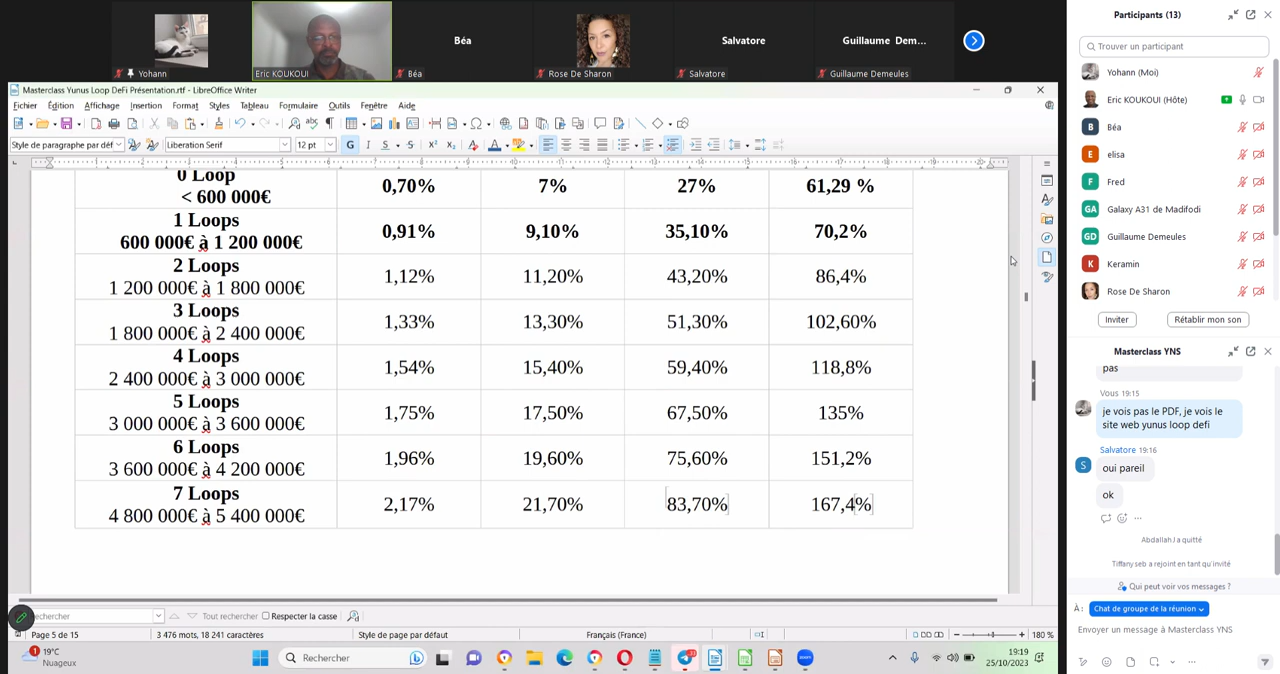 Yohann
Eric KOUKOUI
Béa
Béa
Rose De Sharon
Salvatore
Salvatore
Guillaume Dem...
Guillaume Demeules
Masterclass Yunus Loop DeFi Présentation.rtf - LibreOffice Writer
Fichier Édition Affichage Insertion Format Styles Tableau Formulaire Outils Fenêtre Aide
Style de paragraphe par déf
Liberation Serif
12 pt
G I S S
0 Loop
< 600 000€
0,70% 7% 27% 61,29 %
1 Loops
600 000€ à 1 200 000€
0,91% 9,10% 35,10% 70,2%
2 Loops
1 200 000€ à 1 800 000€
1,12% 11,20% 43,20% 86,4%
3 Loops
1 800 000€ à 2 400 000€
1,33% 13,30% 51,30% 102,60%
4 Loops
2 400 000€ à 3 000 000€
1,54% 15,40% 59,40% 118,8%
5 Loops
3 000 000€ à 3 600 000€
1,75% 17,50% 67,50% 135%
6 Loops
3 600 000€ à 4 200 000€
1,96% 19,60% 75,60% 151,2%
7 Loops
4 800 000€ à 5 400 000€
2,17% 21,70% 83,70% 167,4%
echercher
Tout rechercher
Respecter la casse
Page 5 de 15
3 476 mots, 18 241 caractères
Style de page par défaut
Français (France)
180 %
1
19°C
Nuageux
Rechercher
19:19
25/10/2023
Participants (13)
Trouver un participant
Yohann (Moi)
Eric KOUKOUI (Hôte)
B Béa
E elisa
F Fred
GA Galaxy A31 de Madifodi
GD Guillaume Demeules
K Keramin
Rose De Sharon
Inviter
Rétablir mon son
Masterclass YNS
pas
Vous 19:15
je vois pas le PDF, je vois le
site web yunus loop defi
Salvatore 19:16
S oui pareil
ok
Abdallah J a quitté
Tiffany seb a rejoint en tant qu'invité
Qui peut voir vos messages ?
À : Chat de groupe de la réunion
Envoyer un message à Masterclass YNS